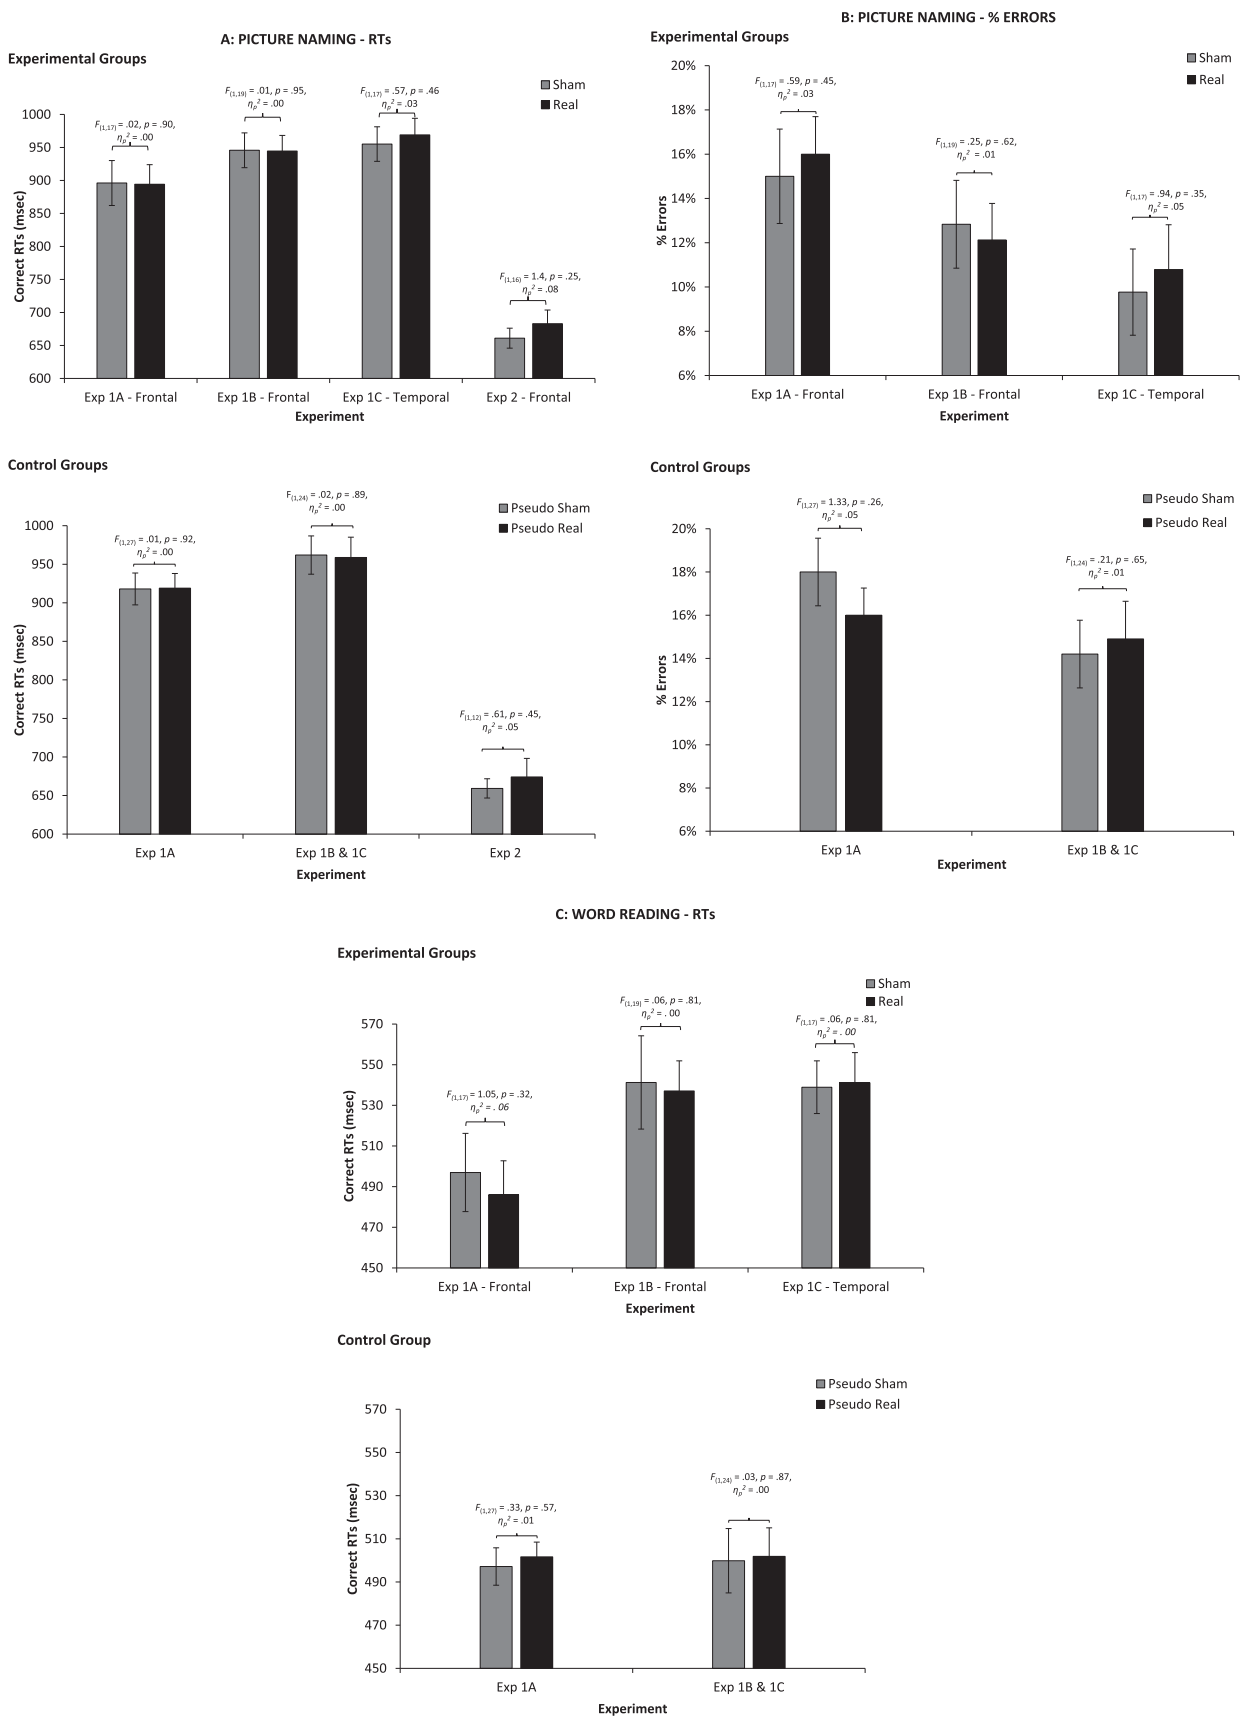 A: PICTURE NAMING - RTs
Experimental Groups
Sham
Real
F(1,17) = .02, p = .90,
ηp² = .00
F(1,19) = .01, p = .95,
ηp² = .00
F(1,17) = .57, p = .46
ηp² = .03
F(1,16) = 1.4, p = .25,
ηp² = .08
1000
950
900
850
800
750
700
650
600
Correct RTs (msec)
Exp 1A - Frontal
Exp 1B - Frontal
Exp 1C - Temporal
Exp 2 - Frontal
Experiment
B: PICTURE NAMING - % ERRORS
Experimental Groups
Sham
Real
F(1,17) = .59, p = .45,
ηp² = .03
F(1,19) = .25, p = .62,
ηp² = .01
F(1,17) = .94, p = .35,
ηp² = .05
20%
18%
16%
14%
12%
10%
8%
6%
% Errors
Exp 1A - Frontal
Exp 1B - Frontal
Exp 1C - Temporal
Experiment
Control Groups
Pseudo Sham
Pseudo Real
F(1,27) = .01, p = .92,
ηp² = .00
F(1,24) = .02, p = .89,
ηp² = .00
F(1,12) = .61, p = .45,
ηp² = .05
1000
950
900
850
800
750
700
650
600
Correct RTs (msec)
Exp 1A
Exp 1B & 1C
Exp 2
Experiment
Control Groups
Pseudo Sham
Pseudo Real
F(1,27) = 1.33, p = .26,
ηp² = .05
F(1,24) = .21, p = .65,
ηp² = .01
20%
18%
16%
14%
12%
10%
8%
6%
% Errors
Exp 1A
Exp 1B & 1C
Experiment
C: WORD READING - RTs
Experimental Groups
Sham
Real
F(1,17) = 1.05, p = .32,
ηp² = . 06
F(1,19) = .06, p = .81,
ηp² = . 00
F(1,17) = .06, p = .81,
ηp² = . 00
570
550
530
510
490
470
450
Correct RTs (msec)
Exp 1A - Frontal
Exp 1B - Frontal
Exp 1C - Temporal
Experiment
Control Group
Pseudo Sham
Pseudo Real
F(1,27) = .33, p = .57,
ηp² = .01
F(1,24) = .03, p = .87,
ηp² = .00
570
550
530
510
490
470
450
Correct RTs (msec)
Exp 1A
Exp 1B & 1C
Experiment